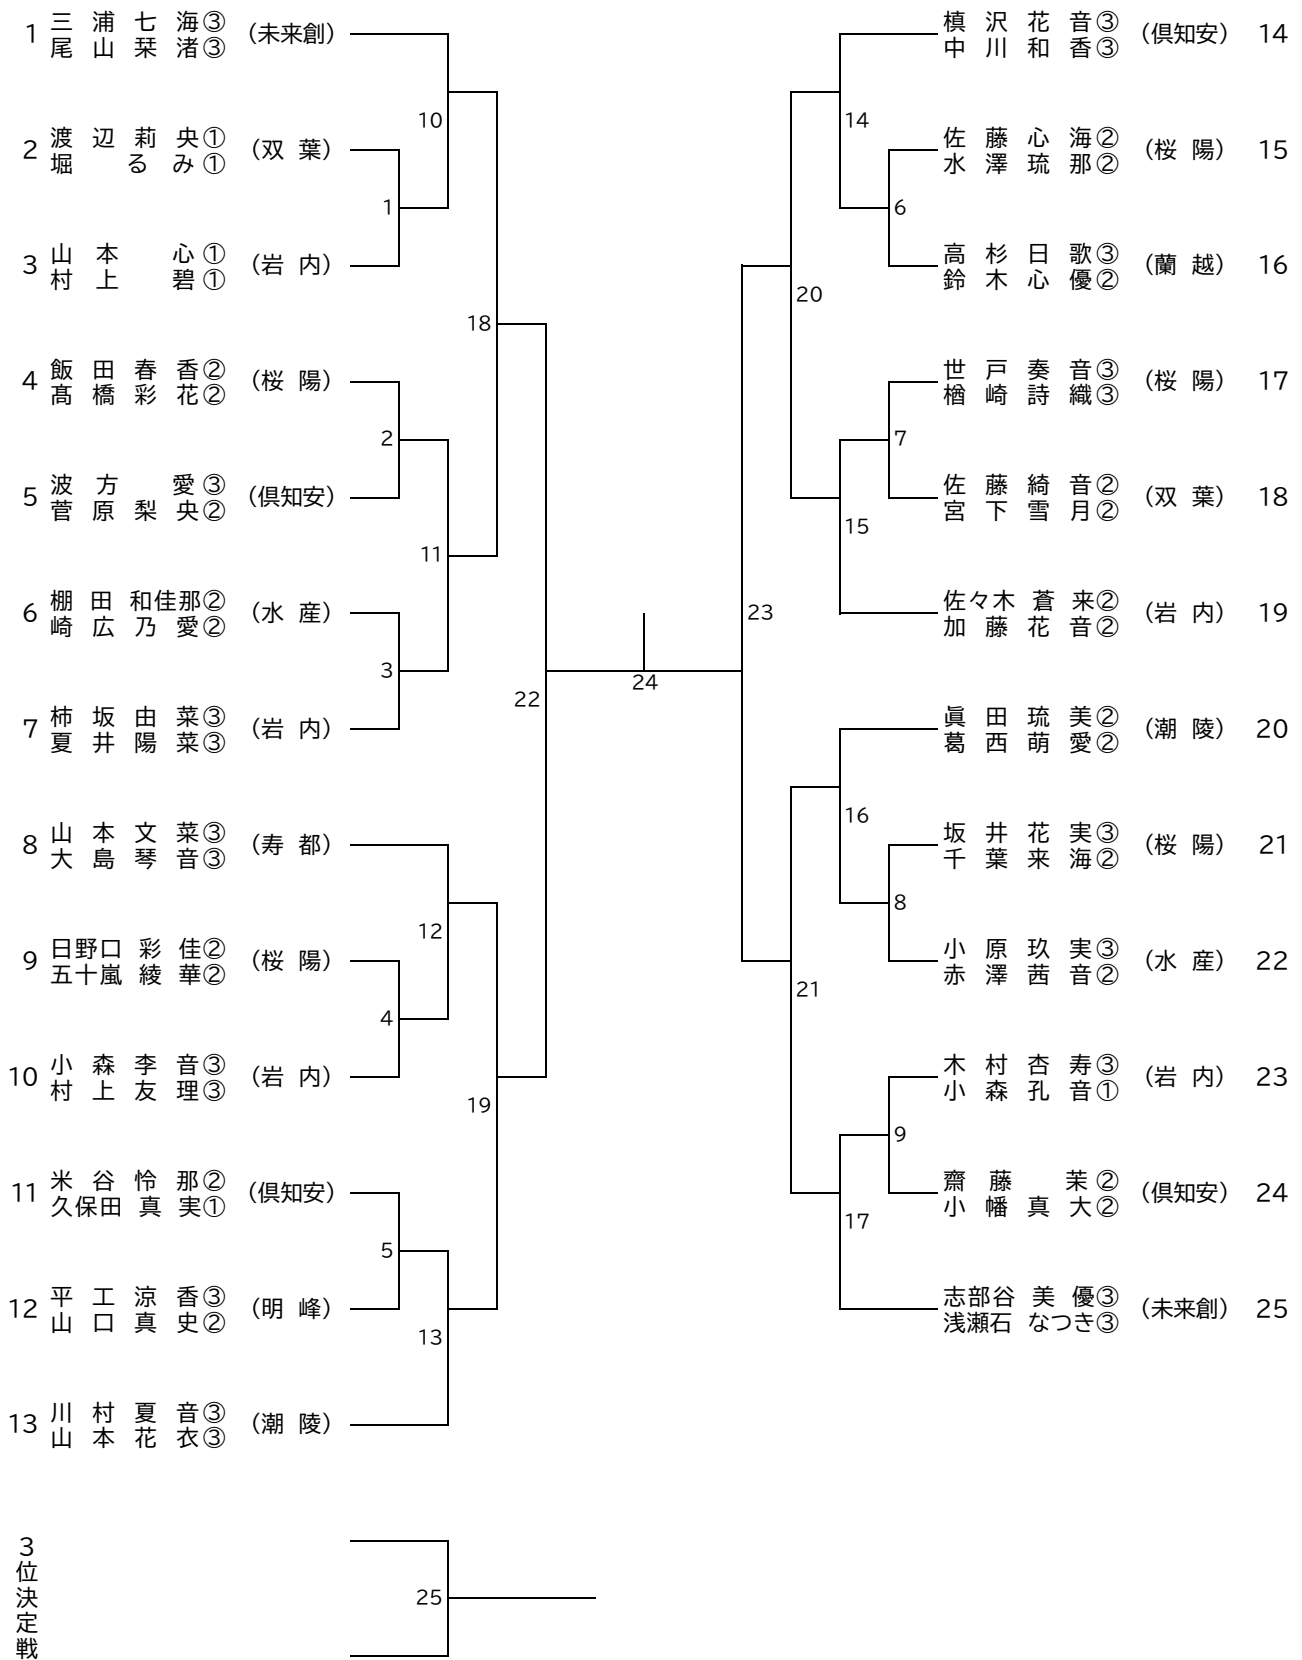 1 三浦七海③ (未来創)
尾山栞渚③
2 渡辺莉央① (双葉)
堀るみ①
3 山本心① (岩内)
村上碧①
4 飯田春香② (桜陽)
髙橋彩花②
5 波方愛③ (倶知安)
菅原梨央②
6 棚田和佳那② (水産)
崎広乃愛②
7 柿坂由菜③ (岩内)
夏井陽菜③
8 山本文菜③ (寿都)
大島琴音③
9 日野口彩佳② (桜陽)
五十嵐綾華②
10 小森李音③ (岩内)
村上友理③
11 米谷怜那② (倶知安)
久保田真実①
12 平工涼香③ (明峰)
山口真史②
13 川村夏音③ (潮陵)
山本花衣③
10
1
18
2
11
3
22
12
4
19
5
13
24
槙沢花音③ (倶知安) 14
中川和香③
佐藤心海② (桜陽) 15
水澤琉那②
高杉日歌③ (蘭越) 16
鈴木心優②
世戸奏音③ (桜陽) 17
楢崎詩織③
佐藤綺音② (双葉) 18
宮下雪月②
佐々木蒼来② (岩内) 19
加藤花音②
眞田琉美② (潮陵) 20
葛西萌愛②
坂井花実③ (桜陽) 21
千葉来海②
小原玖実③ (水産) 22
赤澤茜音②
木村杏寿③ (岩内) 23
小森孔音①
齋藤茉② (倶知安) 24
小幡真大②
志部谷美優③ (未来創) 25
浅瀬石なつき③
14
6
20
7
15
23
16
8
21
9
17
3位決定戦
25